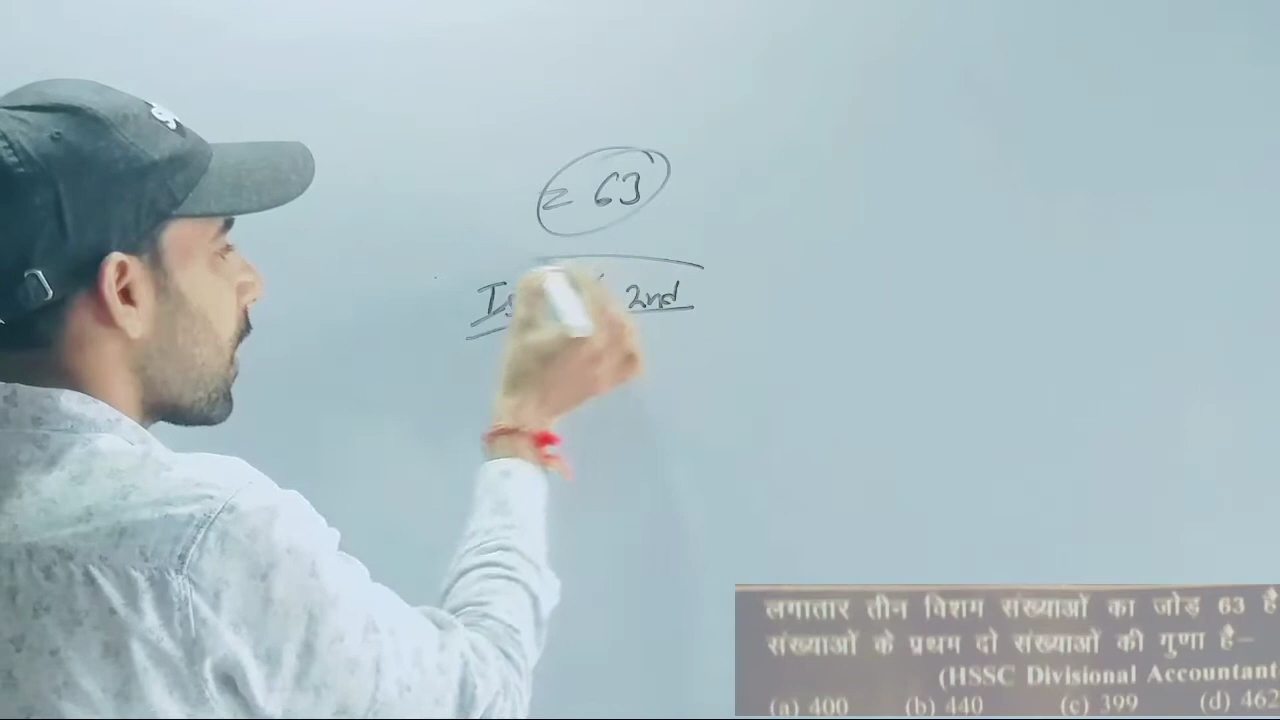 = 63
2nd
लगातार तीन विशम संख्याओं का जोड़ 63 है
संख्याओं के प्रथम दो संख्याओं की गुणा है–
(HSSC Divisional Accountant
(a) 400 (b) 440 (c) 399 (d) 462